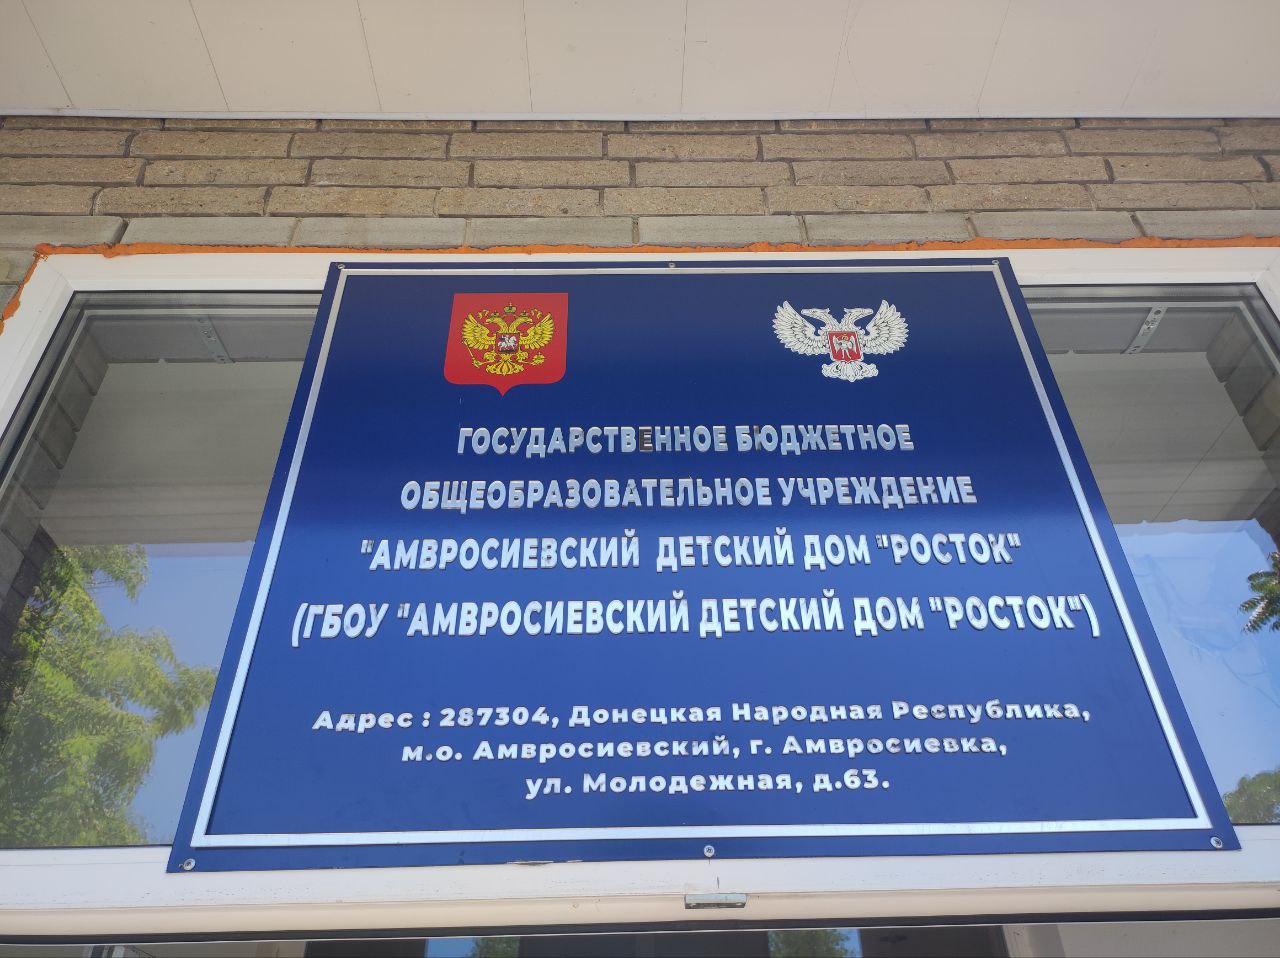 ГОСУДАРСТВЕННОЕ БЮДЖЕТНОЕ
ОБЩЕОБРАЗОВАТЕЛЬНОЕ УЧРЕЖДЕНИЕ
"АМВРОСИЕВСКИЙ ДЕТСКИЙ ДОМ "РОСТОК"
(ГБОУ "АМВРОСИЕВСКИЙ ДЕТСКИЙ ДОМ "РОСТОК")
Адрес : 287304, Донецкая Народная Республика,
м.о. Амвросиевский, г. Амвросиевка,
ул. Молодежная, д.63.